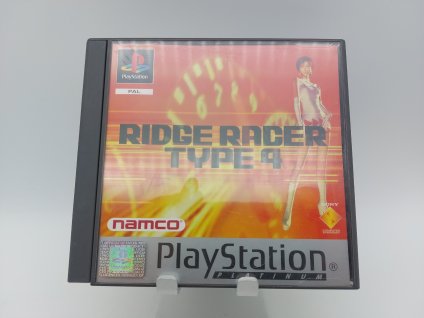 PlayStation
PAL
RIDGE RACER
TYPE 4
namco
SONY
PlayStation®
PLATINUM